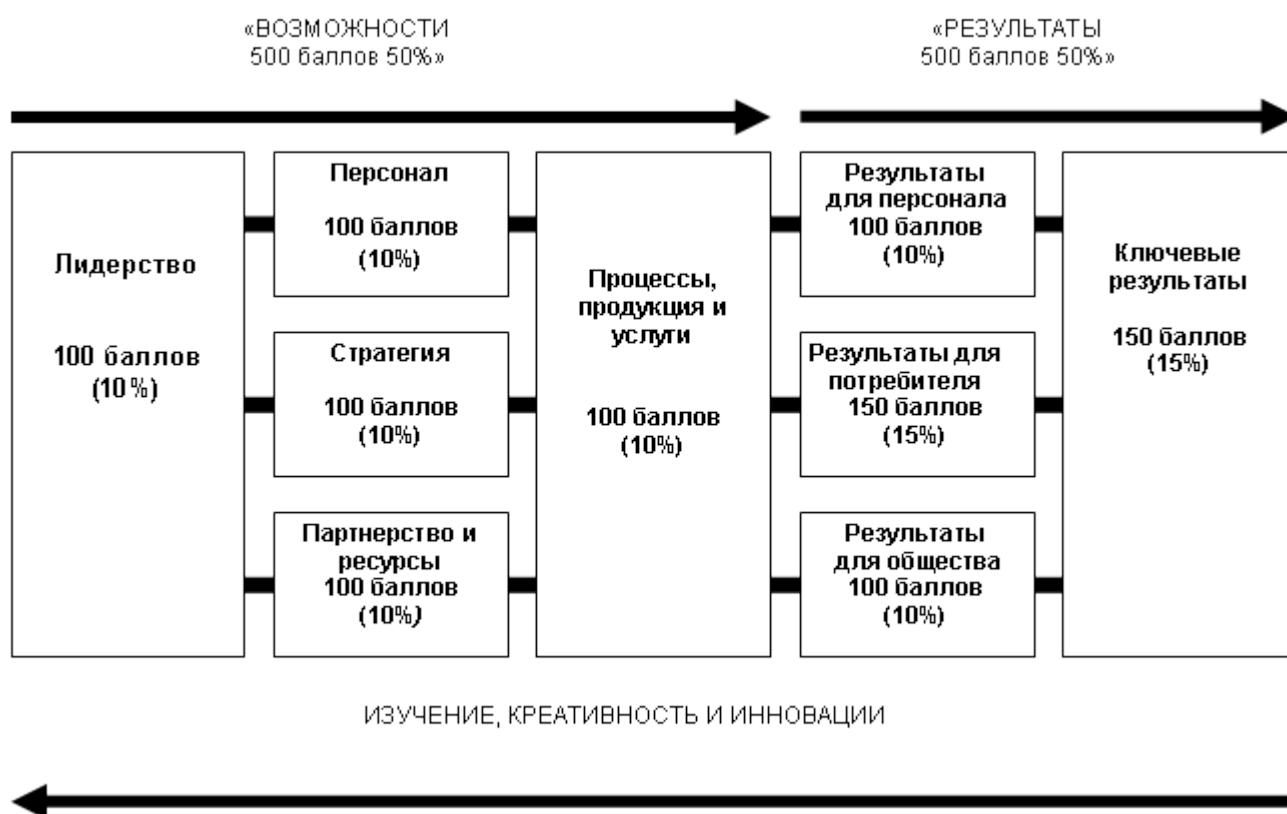 «ВОЗМОЖНОСТИ
500 баллов 50%»
«РЕЗУЛЬТАТЫ
500 баллов 50%»
Лидерство
100 баллов
(10%)
Персонал
100 баллов
(10%)
Стратегия
100 баллов
(10%)
Партнерство и
ресурсы
100 баллов
(10%)
Процессы,
продукция и
услуги
100 баллов
(10%)
Результаты
для персонала
100 баллов
(10%)
Результаты для
потребителя
150 баллов
(15%)
Результаты
для общества
100 баллов
(10%)
Ключевые
результаты
150 баллов
(15%)
ИЗУЧЕНИЕ, КРЕАТИВНОСТЬ И ИННОВАЦИИ